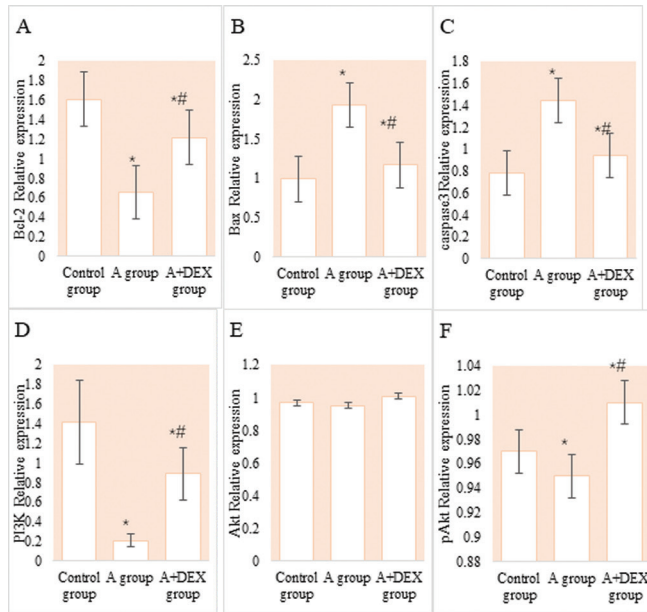 A
Bcl-2 Relative expression
2
1.8
1.6
1.4
1.2
1
0.8
0.6
0.4
0.2
0
*
*#
Control group
A group
A+DEX group
B
Bax Relative expression
2.5
2
1.5
1
0.5
0
*
*#
Control group
A group
A+DEX group
C
caspase3 Relative expression
1.8
1.6
1.4
1.2
1
0.8
0.6
0.4
0.2
0
*
*#
Control group
A group
A+DEX group
D
PI3K Relative expression
2
1.8
1.6
1.4
1.2
1
0.8
0.6
0.4
0.2
0
*
*#
Control group
A group
A+DEX group
E
Akt Relative expression
1.2
1
0.8
0.6
0.4
0.2
0
Control group
A group
A+DEX group
F
pAkt Relative expression
1.04
1.02
1
0.98
0.96
0.94
0.92
0.9
0.88
*
*#
Control group
A group
A+DEX group